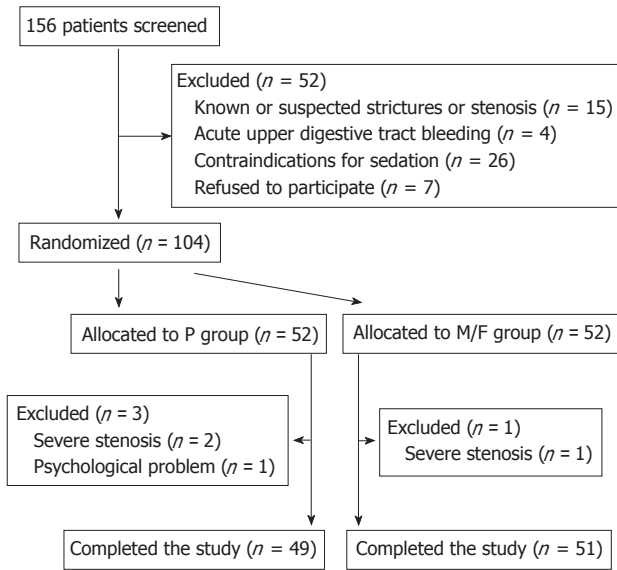 156 patients screened
Excluded (n = 52)
Known or suspected strictures or stenosis (n = 15)
Acute upper digestive tract bleeding (n = 4)
Contraindications for sedation (n = 26)
Refused to participate (n = 7)
Randomized (n = 104)
Allocated to P group (n = 52)
Allocated to M/F group (n = 52)
Excluded (n = 3)
Severe stenosis (n = 2)
Psychological problem (n = 1)
Excluded (n = 1)
Severe stenosis (n = 1)
Completed the study (n = 49)
Completed the study (n = 51)